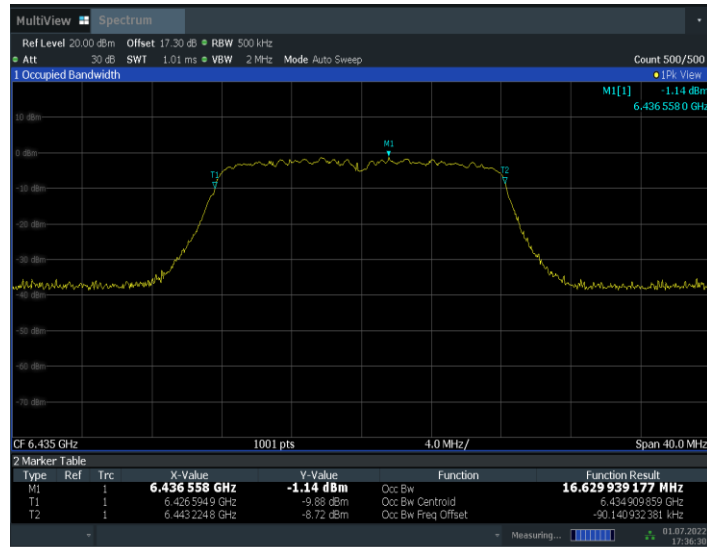 MultiView Spectrum
Ref Level 20.00 dBm Offset 17.30 dB RBW 500 kHz
Att 30 dB SWT 1.01 ms VBW 2 MHz Mode Auto Sweep Count 500/500
1 Occupied Bandwidth 1Pk View
M1[1] -1.14 dBm
6.436 558 0 GHz
10 dBm
M1
0 dBm
T1 T2
-10 dBm
-20 dBm
-30 dBm
-40 dBm
-50 dBm
-60 dBm
-70 dBm
CF 6.435 GHz 1001 pts 4.0 MHz/ Span 40.0 MHz
2 Marker Table
Type Ref Trc X-Value Y-Value Function Function Result
M1 1 6.436 558 GHz -1.14 dBm Occ Bw 16.629 939 177 MHz
T1 1 6.426 594 9 GHz -9.88 dBm Occ Bw Centroid 6.434 909 859 GHz
T2 1 6.443 224 8 GHz -8.72 dBm Occ Bw Freq Offset -90.140 932 381 kHz
Measuring... 01.07.2022
17:36:30